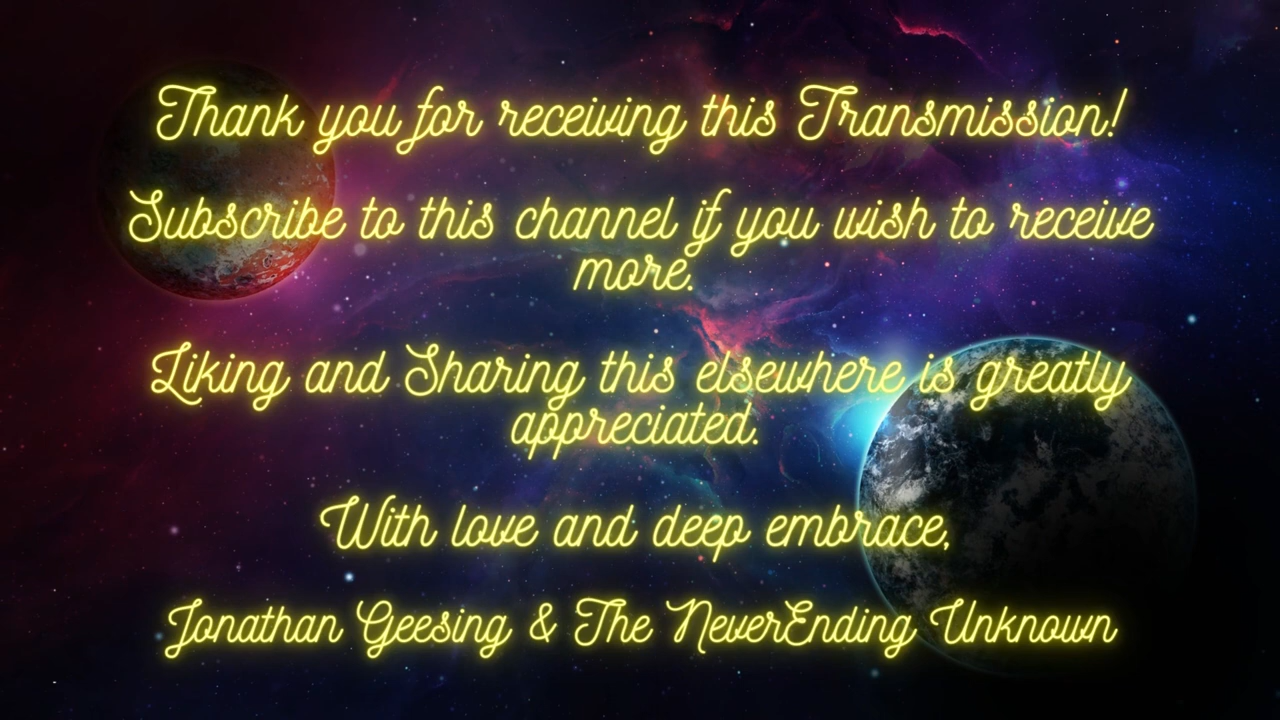 Thank you for receiving this Transmission!
Subscribe to this channel if you wish to receive
more.
Liking and Sharing this elsewhere is greatly
appreciated.
With love and deep embrace,
Jonathan Geesing & The NeverEnding Unknown